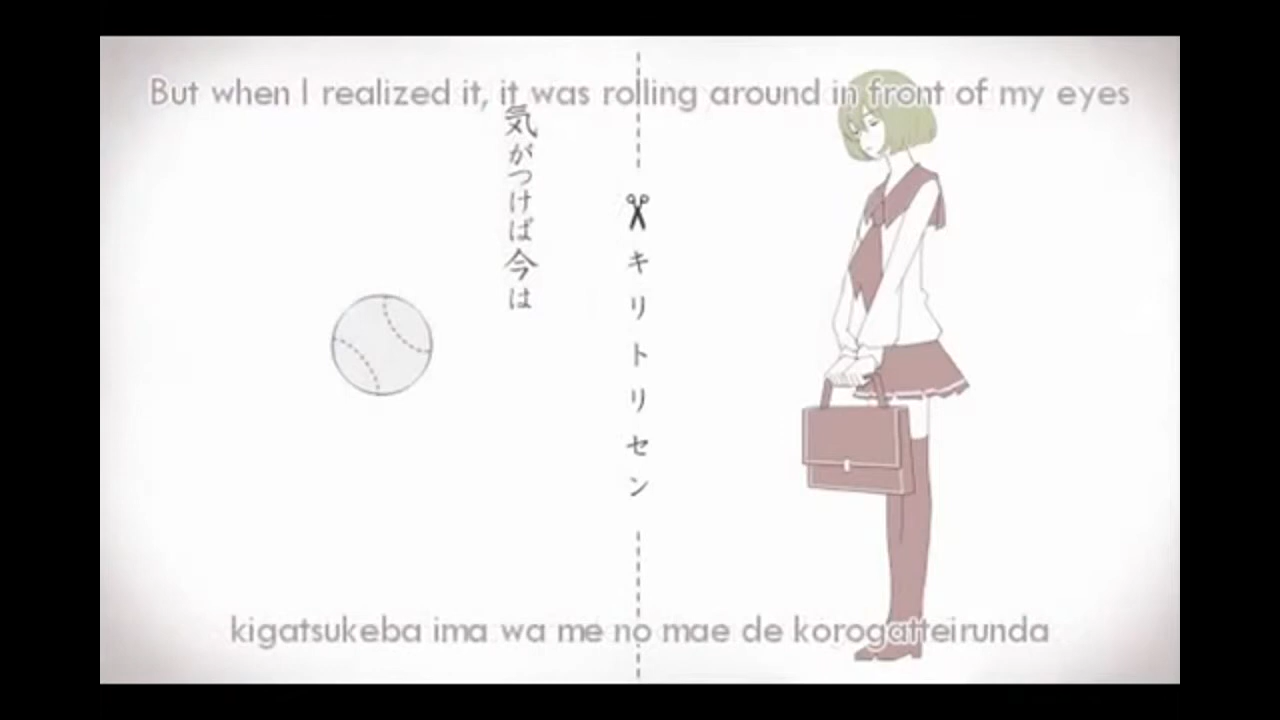 But when I realized it, it was rolling around in front of my eyes
気がつけば今は
キリトリセン
kigatsukeba ima wa me no mae de korogatteirunda